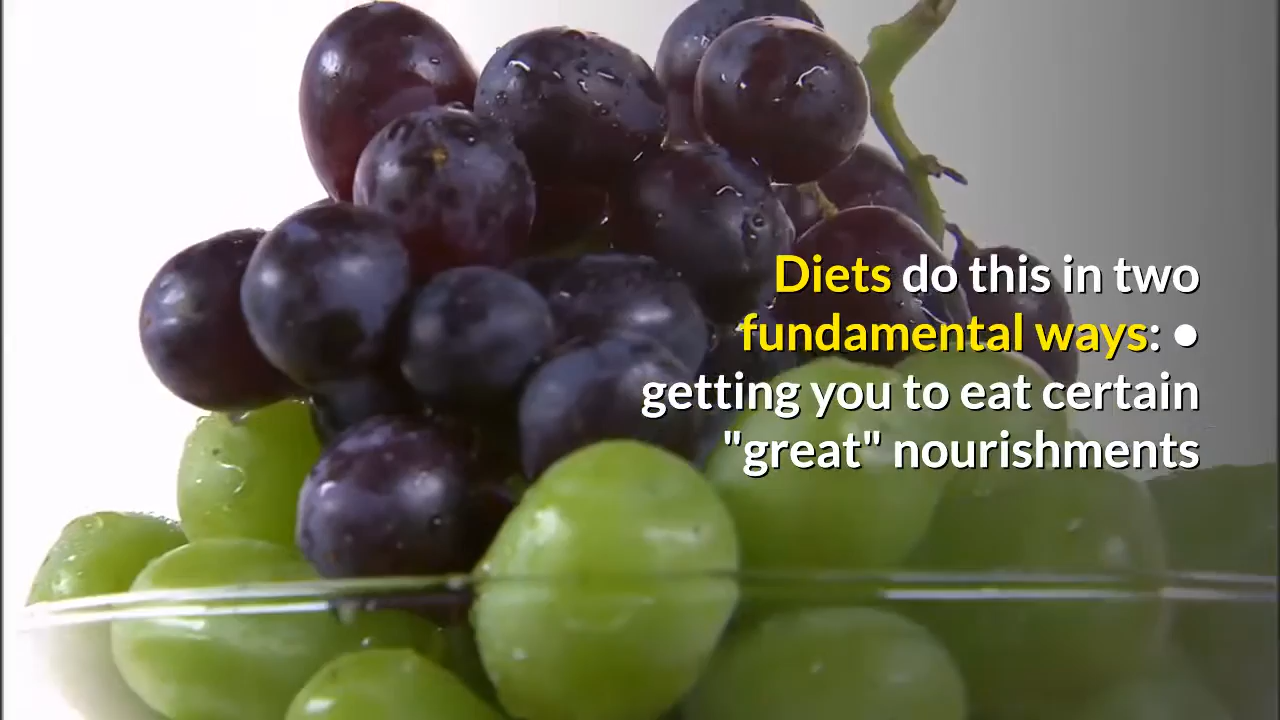 Diets do this in two
fundamental ways: •
getting you to eat certain
"great" nourishments